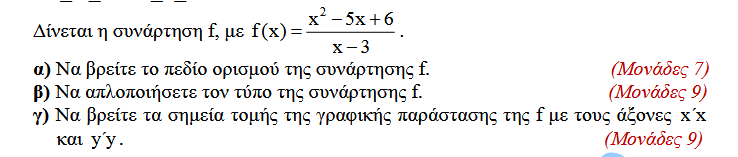 Δίνεται η συνάρτηση f, με f(x) = (x² − 5x + 6)/(x − 3).
α) Να βρείτε το πεδίο ορισμού της συνάρτησης f. (Μονάδες 7)
β) Να απλοποιήσετε τον τύπο της συνάρτησης f. (Μονάδες 9)
γ) Να βρείτε τα σημεία τομής της γραφικής παράστασης της f με τους άξονες x΄x
και y΄y. (Μονάδες 9)